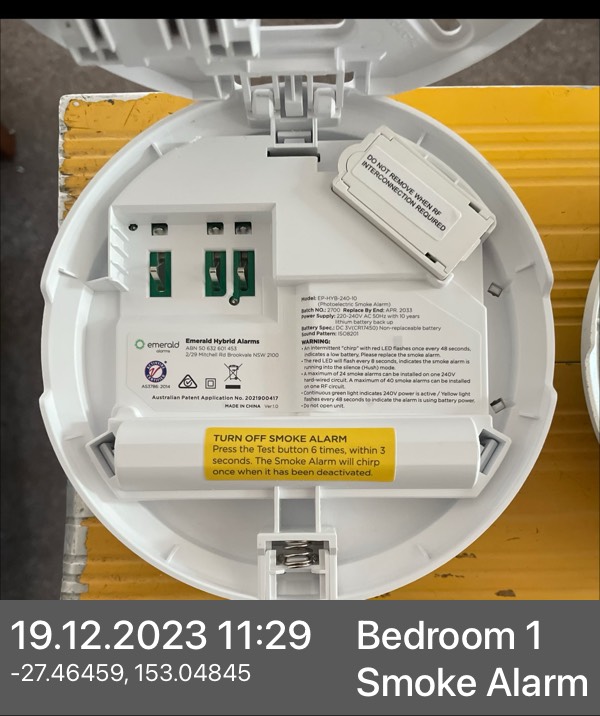 DO NOT REMOVE WHEN RF
INTERCONNECTION REQUIRED
Model: EP-HYB-240-10
(Photoelectric Smoke Alarm)
Batch NO.: 2700 Replace By End: APR, 2033
Power Supply: 220-240V AC 50Hz with 10 years
lithium battery back up
Battery Spec.: DC 3V(CR17450) Non-replaceable battery
Sound Pattern: ISO8201
WARNING:
• An intermittent "chirp" with red LED flashes once every 48 seconds,
indicates a low battery. Please replace the smoke alarm.
• The red LED will flash every 8 seconds, indicates the smoke alarm is
running into the silence (Hush) mode.
• A maximum of 24 smoke alarms can be installed on one 240V
hard-wired circuit. A maximum of 40 smoke alarms can be installed
on one RF circuit.
• Continuous green light indicates 240V power is active / Yellow light
flashes every 48 seconds to indicate the alarm is using battery power.
• Do not open unit.
emerald
alarms
Emerald Hybrid Alarms
ABN 50 632 601 453
2/29 Mitchell Rd Brookvale NSW 2100
AS3786:2014
Australian Patent Application No. 2021900417
MADE IN CHINA Ver1.0
TURN OFF SMOKE ALARM
Press the Test button 6 times, within 3
seconds. The Smoke Alarm will chirp
once when it has been deactivated.
19.12.2023 11:29
-27.46459, 153.04845
Bedroom 1
Smoke Alarm